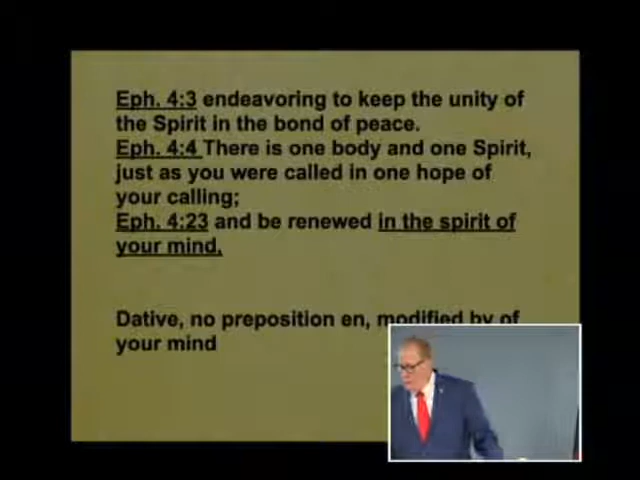 Eph. 4:3 endeavoring to keep the unity of
the Spirit in the bond of peace.
Eph. 4:4 There is one body and one Spirit,
just as you were called in one hope of
your calling;
Eph. 4:23 and be renewed in the spirit of
your mind,
Dative, no preposition en, modified by of
your mind